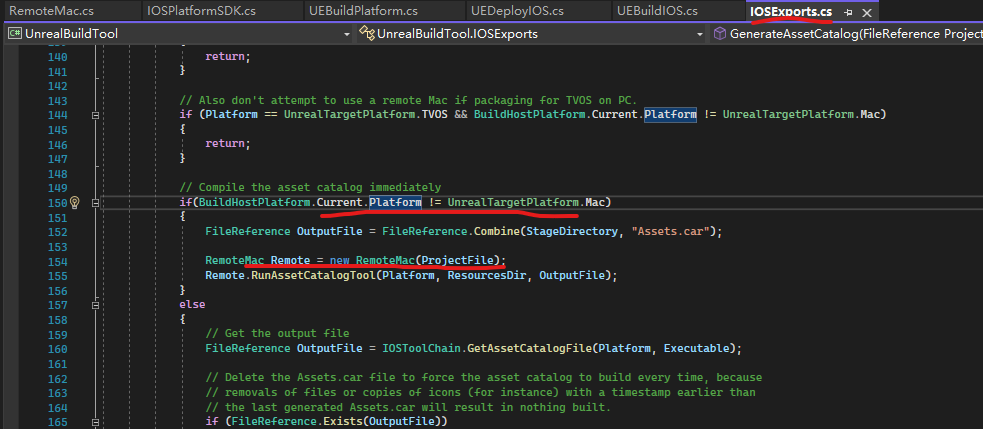 RemoteMac.cs IOSPlatformSDK.cs UEBuildPlatform.cs UEDeployIOS.cs UEBuildIOS.cs IOSExports.cs
C# UnrealBuildTool UnrealBuildTool.IOSExports GenerateAssetCatalog(FileReference Project
140 return;
141 }
142
143 // Also don't attempt to use a remote Mac if packaging for TVOS on PC.
144 if (Platform == UnrealTargetPlatform.TVOS && BuildHostPlatform.Current.Platform != UnrealTargetPlatform.Mac)
145 {
146 return;
147 }
148
149 // Compile the asset catalog immediately
150 if(BuildHostPlatform.Current.Platform != UnrealTargetPlatform.Mac)
151 {
152 FileReference OutputFile = FileReference.Combine(StageDirectory, "Assets.car");
153
154 RemoteMac Remote = new RemoteMac(ProjectFile);
155 Remote.RunAssetCatalogTool(Platform, ResourcesDir, OutputFile);
156 }
157 else
158 {
159 // Get the output file
160 FileReference OutputFile = IOSToolChain.GetAssetCatalogFile(Platform, Executable);
161
162 // Delete the Assets.car file to force the asset catalog to build every time, because
163 // removals of files or copies of icons (for instance) with a timestamp earlier than
164 // the last generated Assets.car will result in nothing built.
165 if (FileReference.Exists(OutputFile))